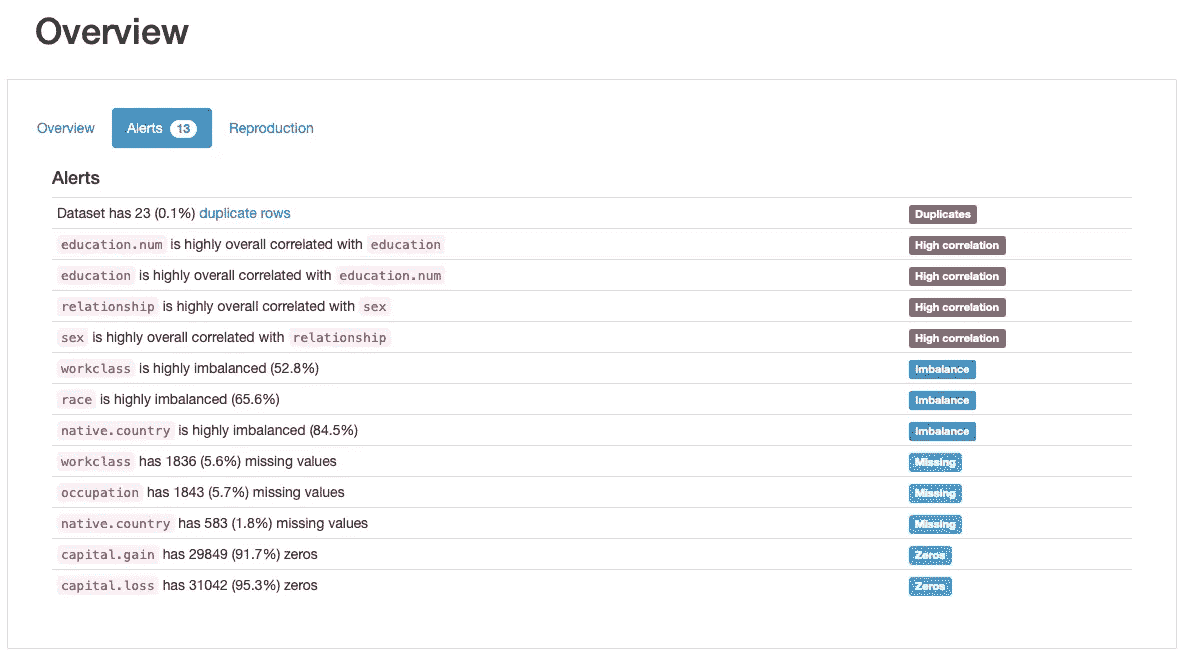 Overview
Overview Alerts 13 Reproduction
Alerts
Dataset has 23 (0.1%) duplicate rows Duplicates
education.num is highly overall correlated with education High correlation
education is highly overall correlated with education.num High correlation
relationship is highly overall correlated with sex High correlation
sex is highly overall correlated with relationship High correlation
workclass is highly imbalanced (52.8%) Imbalance
race is highly imbalanced (65.6%) Imbalance
native.country is highly imbalanced (84.5%) Imbalance
workclass has 1836 (5.6%) missing values Missing
occupation has 1843 (5.7%) missing values Missing
native.country has 583 (1.8%) missing values Missing
capital.gain has 29849 (91.7%) zeros Zeros
capital.loss has 31042 (95.3%) zeros Zeros